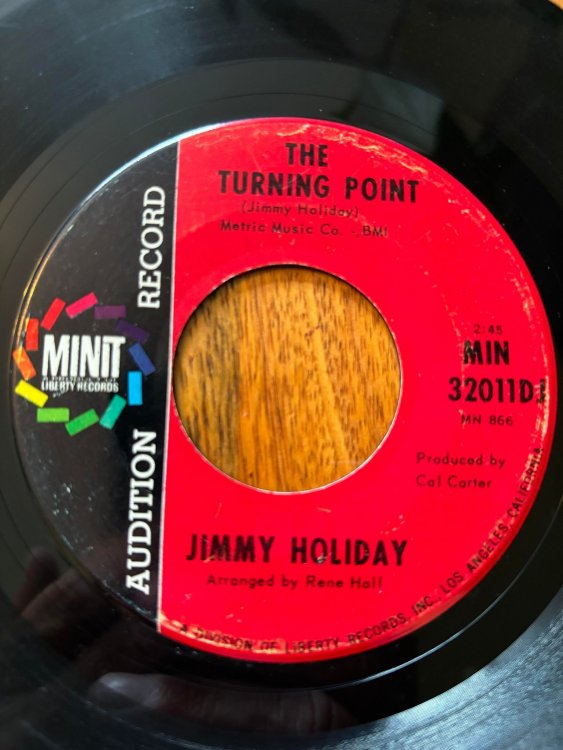 THE
TURNING POINT
(Jimmy Holiday)
Metric Music Co. - BMI
AUDITION RECORD
MINIT
LIBERTY RECORDS
2:45
MIN
32011D
MN 866
Produced by
Cal Carter
JIMMY HOLIDAY
Arranged by Rene Hall
A DIVISION OF LIBERTY RECORDS, INC., LOS ANGELES, CALIFORNIA